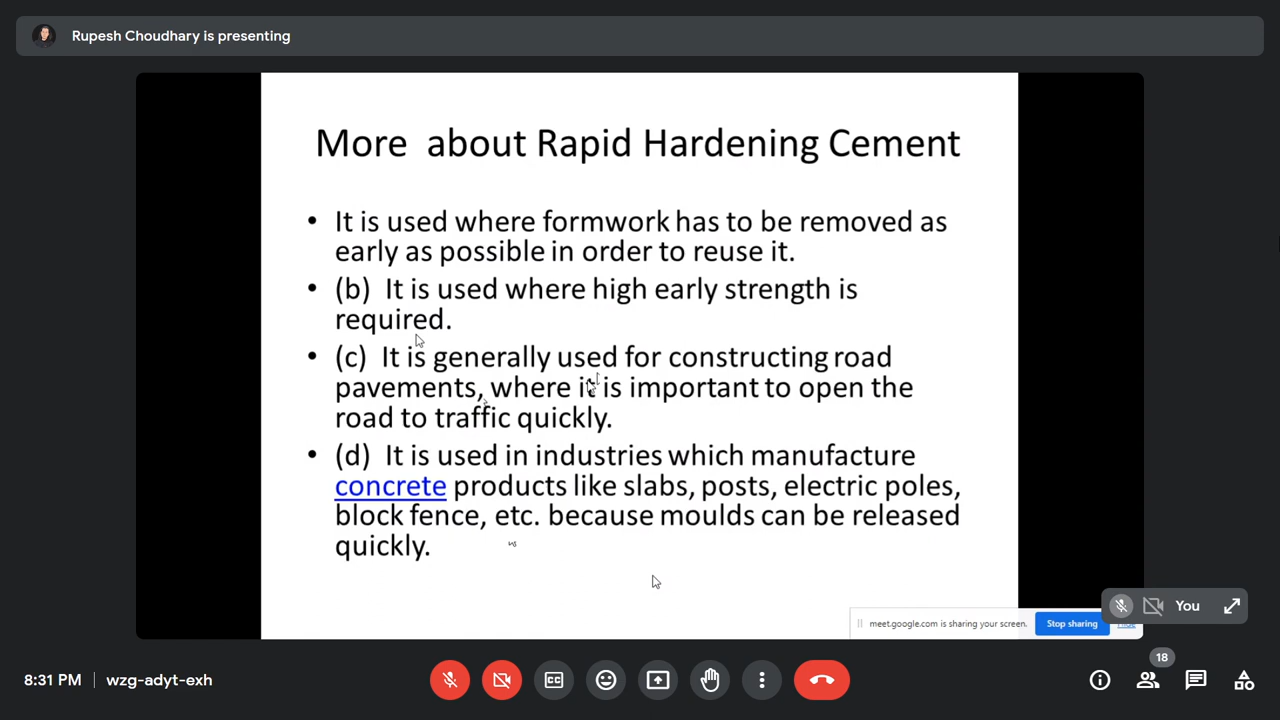 Rupesh Choudhary is presenting
More about Rapid Hardening Cement
• It is used where formwork has to be removed as
early as possible in order to reuse it.
• (b) It is used where high early strength is
required.
• (c) It is generally used for constructing road
pavements, where it is important to open the
road to traffic quickly.
• (d) It is used in industries which manufacture
concrete products like slabs, posts, electric poles,
block fence, etc. because moulds can be released
quickly.
You
meet.google.com is sharing your screen.
Stop sharing
18
8:31 PM | wzg-adyt-exh
CC